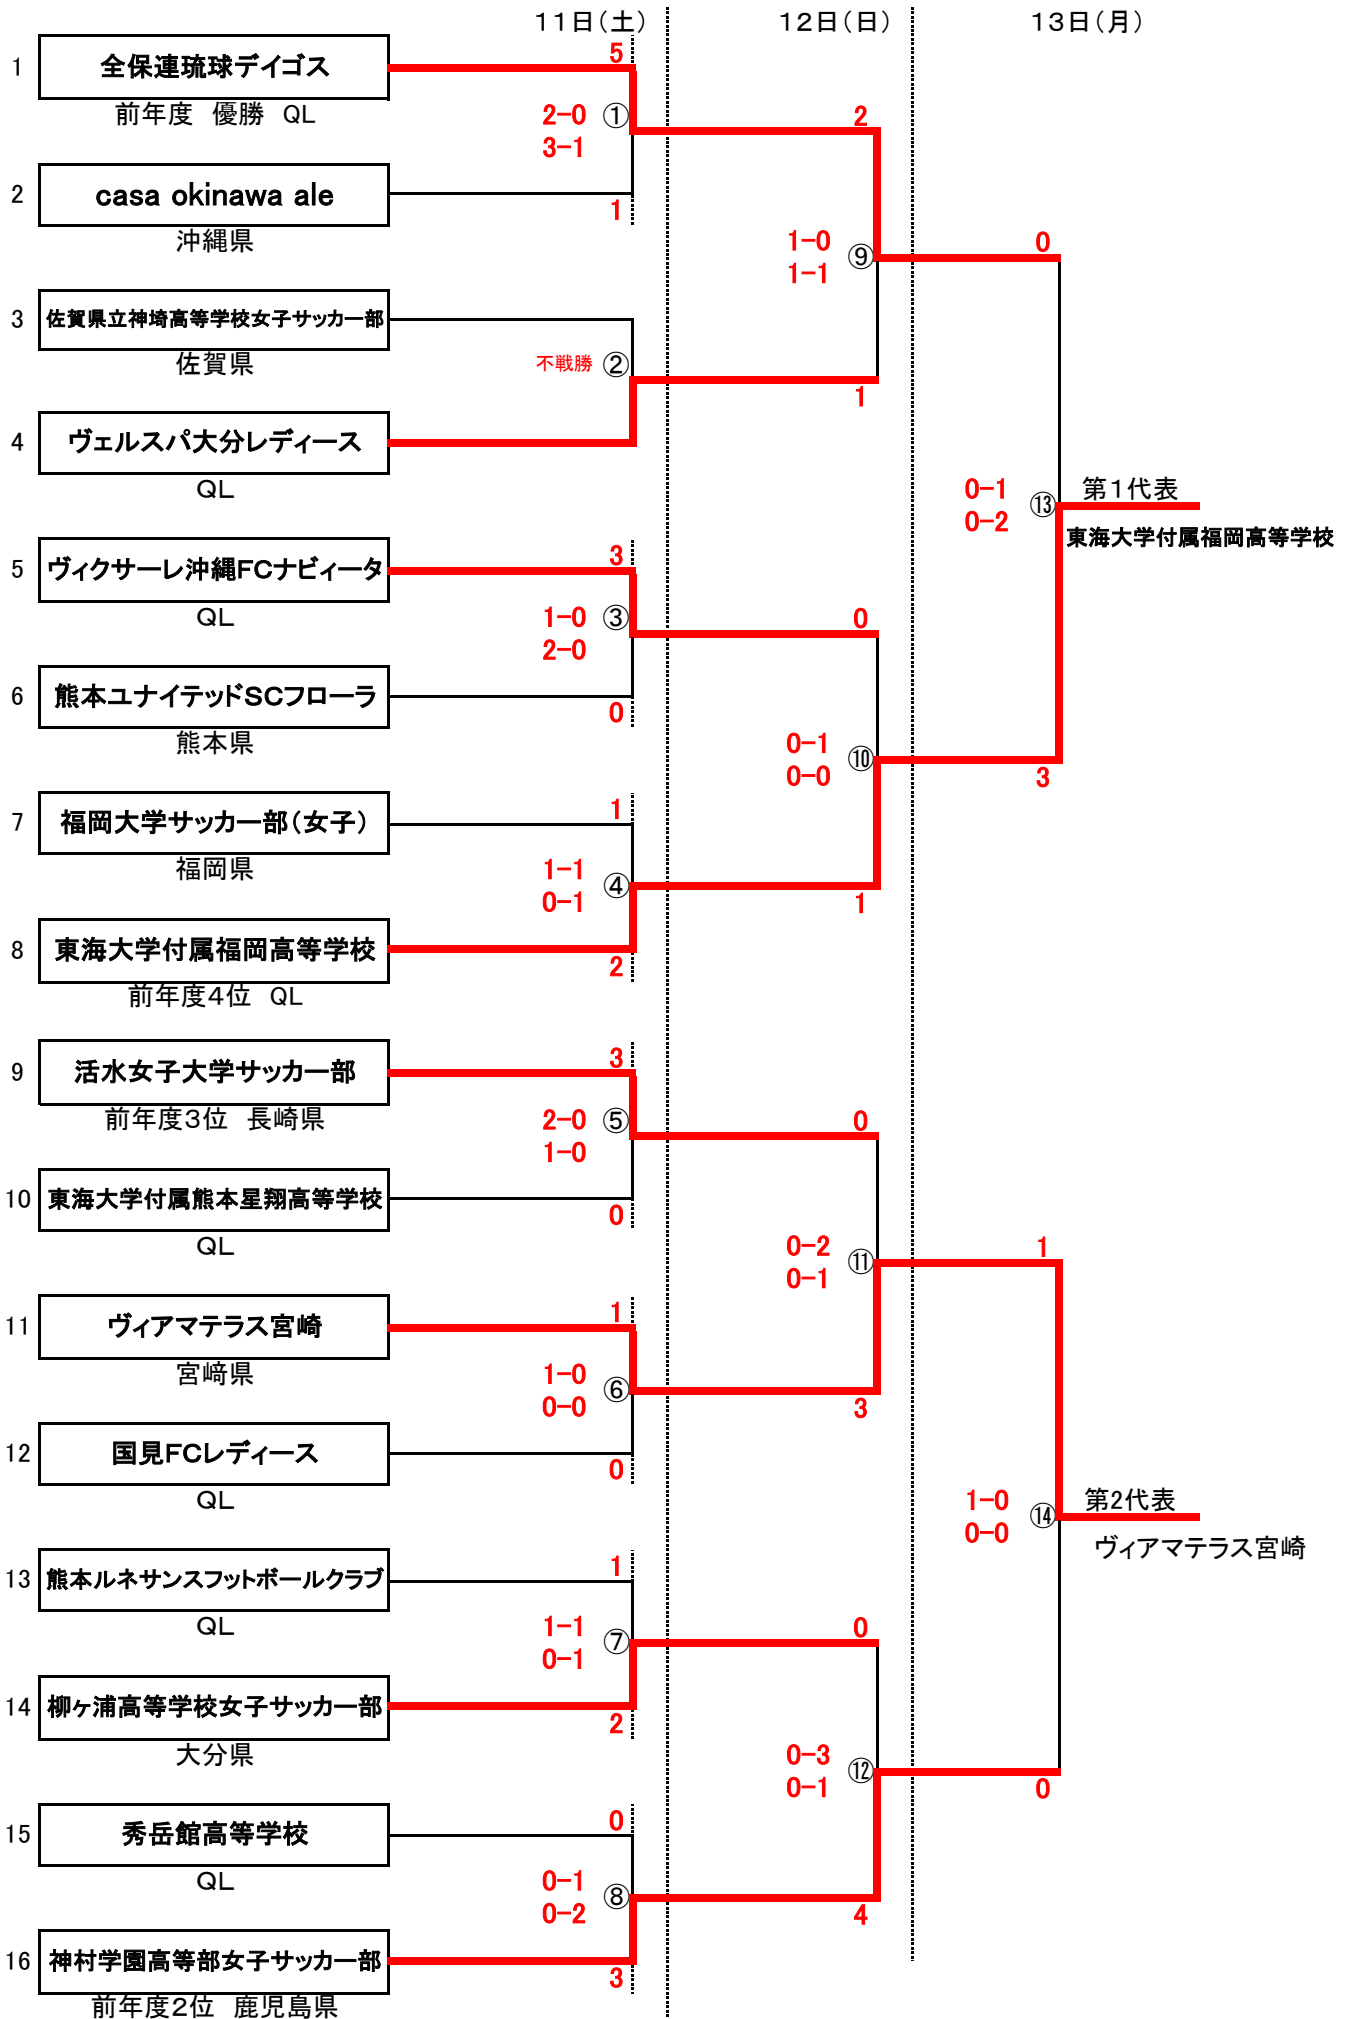 11日(土)
12日(日)
13日(月)
1
全保連琉球デイゴス
前年度　優勝　QL
5
2-0
3-1
①
2
casa okinawa ale
沖縄県
1
2
3
佐賀県立神埼高等学校女子サッカー部
佐賀県
不戦勝
②
4
ヴェルスパ大分レディース
QL
1-0
1-1
⑨
1
0
5
ヴィクサーレ沖縄FCナビィータ
QL
3
1-0
2-0
③
6
熊本ユナイテッドSCフローラ
熊本県
0
0
7
福岡大学サッカー部(女子)
福岡県
1
1-1
0-1
④
8
東海大学付属福岡高等学校
前年度4位　QL
2
0-1
0-0
⑩
1
3
0-1
0-2
⑬
第1代表
東海大学付属福岡高等学校
9
活水女子大学サッカー部
前年度3位　長崎県
3
2-0
1-0
⑤
10
東海大学付属熊本星翔高等学校
QL
0
0
11
ヴィアマテラス宮崎
宮﨑県
1
1-0
0-0
⑥
12
国見FCレディース
QL
0
0-2
0-1
⑪
3
1
13
熊本ルネサンスフットボールクラブ
QL
1
1-1
0-1
⑦
14
柳ヶ浦高等学校女子サッカー部
大分県
2
0
15
秀岳館高等学校
QL
0
0-1
0-2
⑧
16
神村学園高等部女子サッカー部
前年度2位　鹿児島県
3
0-3
0-1
⑫
4
0
1-0
0-0
⑭
第2代表
ヴィアマテラス宮崎